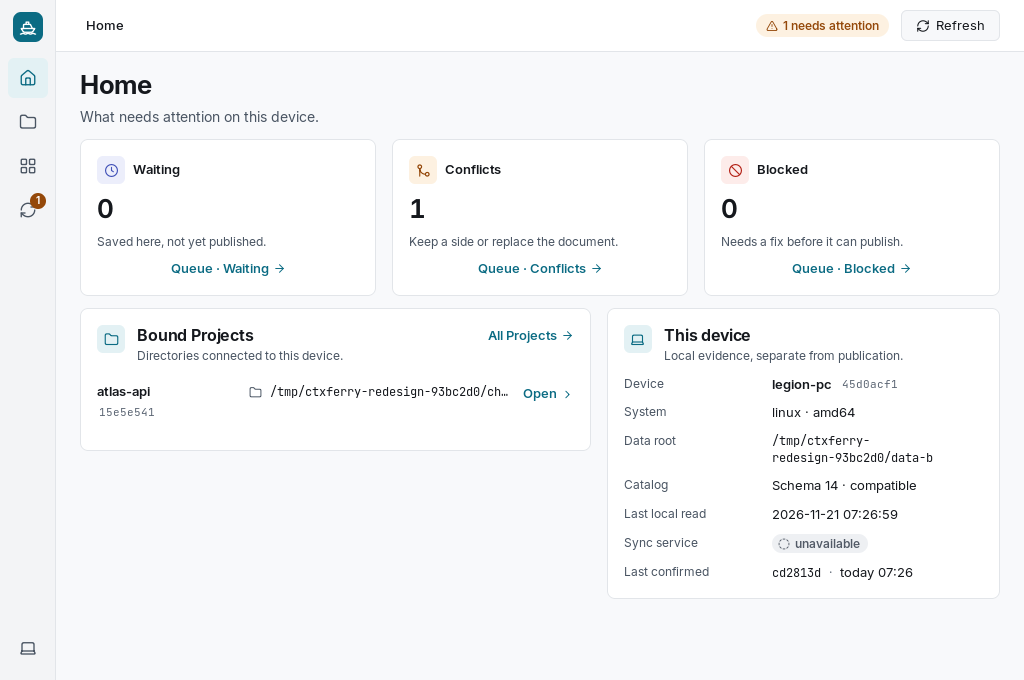 Home
1 needs attention
Refresh
Home
What needs attention on this device.
Waiting
0
Saved here, not yet published.
Queue · Waiting
Conflicts
1
Keep a side or replace the document.
Queue · Conflicts
Blocked
0
Needs a fix before it can publish.
Queue · Blocked
1
Bound Projects
All Projects
Directories connected to this device.
atlas-api
/tmp/ctxferry-redesign-93bc2d0/ch…
Open
15e5e541
This device
Local evidence, separate from publication.
Device legion-pc 45d0acf1
System linux · amd64
Data root /tmp/ctxferry-
redesign-93bc2d0/data-b
Catalog Schema 14 · compatible
Last local read 2026-11-21 07:26:59
Sync service unavailable
Last confirmed cd2813d · today 07:26